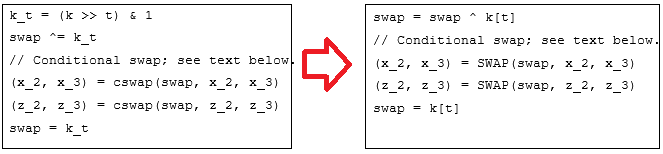 k_t = (k >> t) & 1
swap ^= k_t
// Conditional swap; see text below.
(x_2, x_3) = cswap(swap, x_2, x_3)
(z_2, z_3) = cswap(swap, z_2, z_3)
swap = k_t
swap = swap ^ k[t]
// Conditional swap; see text below.
(x_2, x_3) = SWAP(swap, x_2, x_3)
(z_2, z_3) = SWAP(swap, z_2, z_3)
swap = k[t]